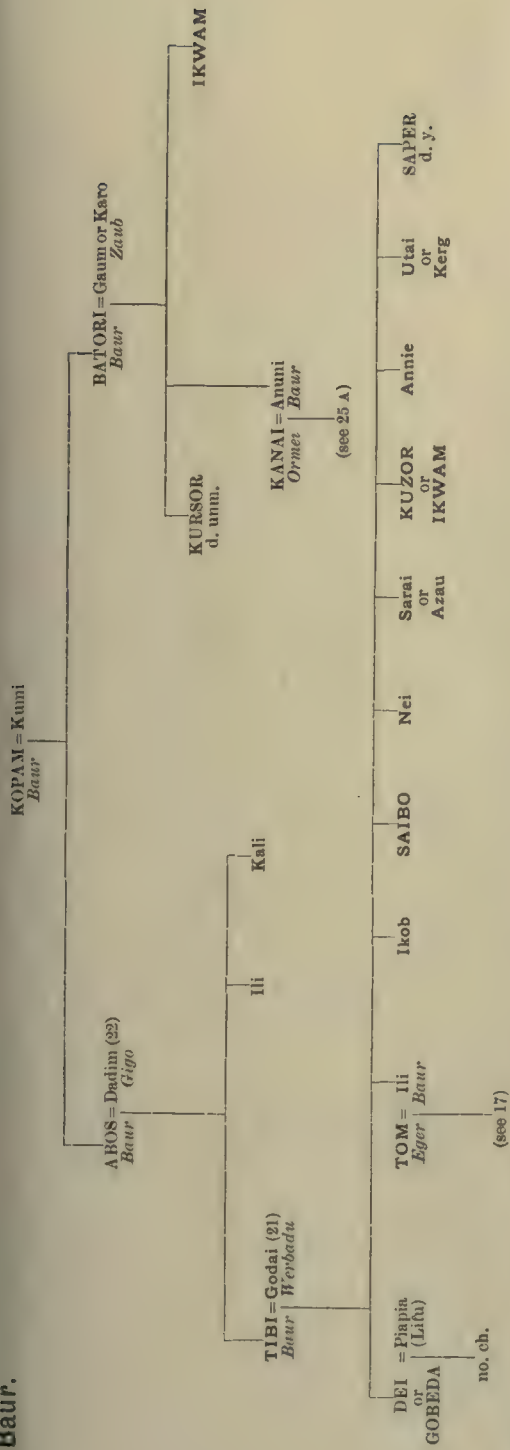 Baur.
KOPAM = Kumi
Baur
ABOS = Dadim (22)
Baur Gigo
BATORI = Gaum or Karo
Baur Zaub
TIBI = Godai (21)
Baur Werbadu
Ili
Kali
KURSOR
d. unm.
KANAI = Anuni
Ormei Baur
(see 25 A)
IKWAM
DEI = Piapia
or (Lifu)
GOBEDA
no. ch.
TOM = Ili
Eger Baur
(see 17)
Ikob
SAIBO
Nei
Sarai
or
Azau
KUZOR
or
IKWAM
Annie
Utai
or
Kerg
SAPER
d. y.